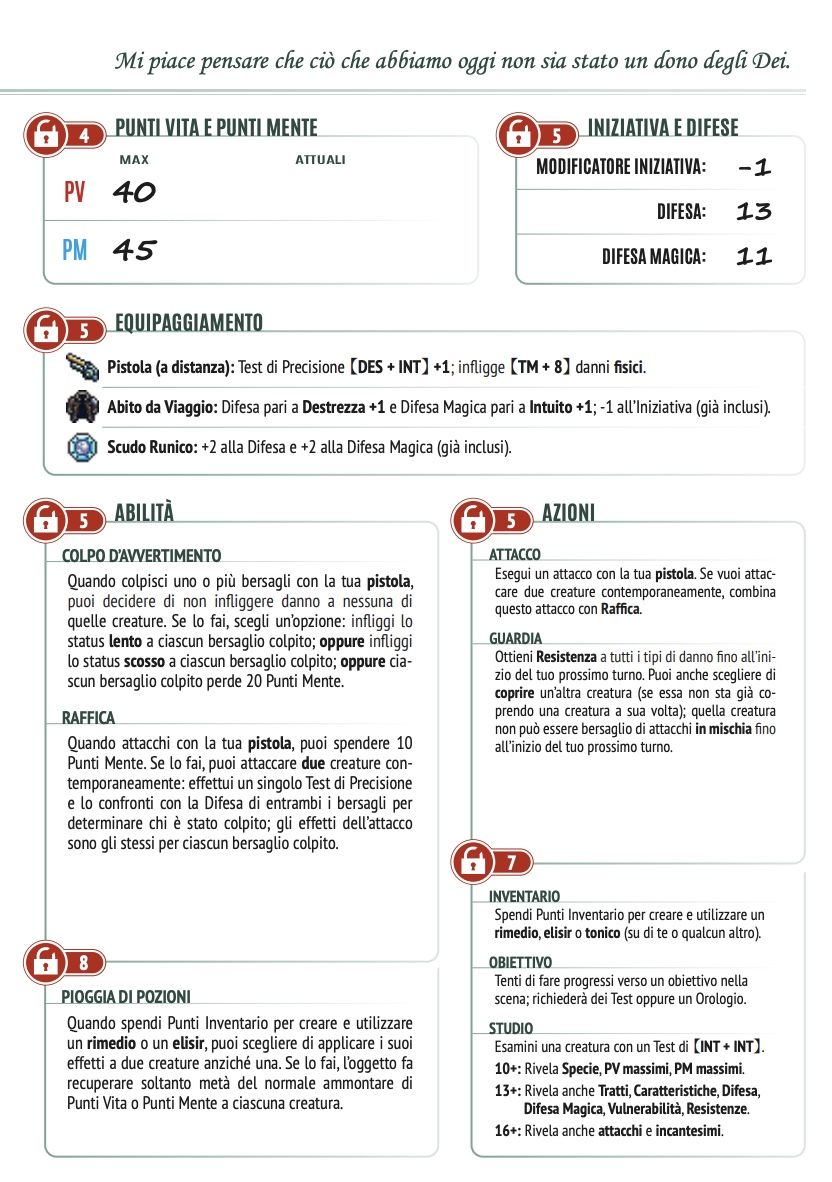 Mi piace pensare che ciò che abbiamo oggi non sia stato un dono degli Dei.
4 PUNTI VITA E PUNTI MENTE
MAX ATTUALI
PV 40
PM 45
5 INIZIATIVA E DIFESE
MODIFICATORE INIZIATIVA: -1
DIFESA: 13
DIFESA MAGICA: 11
5 EQUIPAGGIAMENTO
Pistola (a distanza): Test di Precisione【DES + INT】+1; infligge【TM + 8】danni fisici.
Abito da Viaggio: Difesa pari a Destrezza +1 e Difesa Magica pari a Intuito +1; -1 all'Iniziativa (già inclusi).
Scudo Runico: +2 alla Difesa e +2 alla Difesa Magica (già inclusi).
5 ABILITÀ
COLPO D'AVVERTIMENTO
Quando colpisci uno o più bersagli con la tua pistola,
puoi decidere di non infliggere danno a nessuna di
quelle creature. Se lo fai, scegli un'opzione: infliggi lo
status lento a ciascun bersaglio colpito; oppure infliggi
lo status scosso a ciascun bersaglio colpito; oppure cia-
scun bersaglio colpito perde 20 Punti Mente.
RAFFICA
Quando attacchi con la tua pistola, puoi spendere 10
Punti Mente. Se lo fai, puoi attaccare due creature con-
temporaneamente: effettui un singolo Test di Precisione
e lo confronti con la Difesa di entrambi i bersagli per
determinare chi è stato colpito; gli effetti dell'attacco
sono gli stessi per ciascun bersaglio colpito.
8
PIOGGIA DI POZIONI
Quando spendi Punti Inventario per creare e utilizzare
un rimedio o un elisir, puoi scegliere di applicare i suoi
effetti a due creature anziché una. Se lo fai, l'oggetto fa
recuperare soltanto metà del normale ammontare di
Punti Vita o Punti Mente a ciascuna creatura.
5 AZIONI
ATTACCO
Esegui un attacco con la tua pistola. Se vuoi attac-
care due creature contemporaneamente, combina
questo attacco con Raffica.
GUARDIA
Ottieni Resistenza a tutti i tipi di danno fino all'ini-
zio del tuo prossimo turno. Puoi anche scegliere di
coprire un'altra creatura (se essa non sta già co-
prendo una creatura a sua volta); quella creatura
non può essere bersaglio di attacchi in mischia fino
all'inizio del tuo prossimo turno.
7
INVENTARIO
Spendi Punti Inventario per creare e utilizzare un
rimedio, elisir o tonico (su di te o qualcun altro).
OBIETTIVO
Tenti di fare progressi verso un obiettivo nella
scena; richiederà dei Test oppure un Orologio.
STUDIO
Esamini una creatura con un Test di【INT + INT】.
10+: Rivela Specie, PV massimi, PM massimi.
13+: Rivela anche Tratti, Caratteristiche, Difesa,
Difesa Magica, Vulnerabilità, Resistenze.
16+: Rivela anche attacchi e incantesimi.